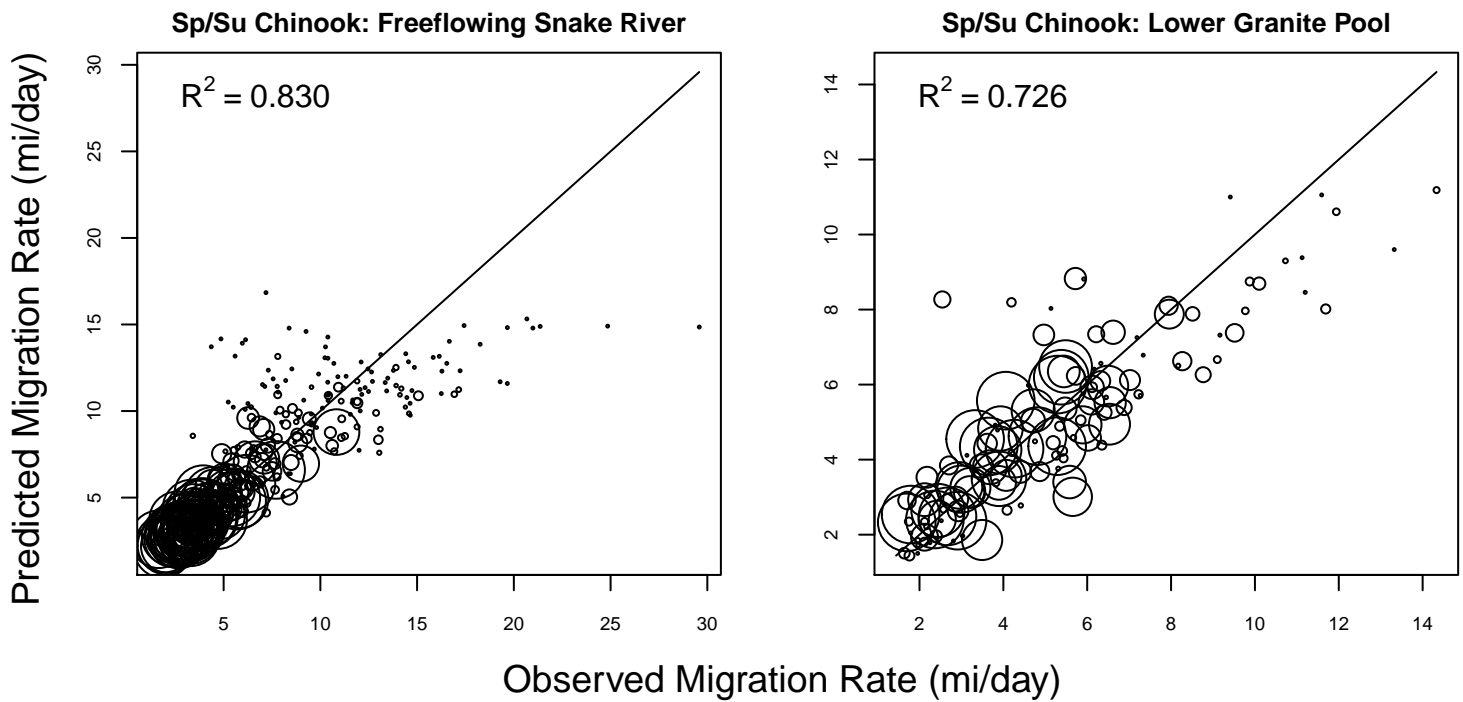 Sp/Su Chinook: Freeflowing Snake River
R² = 0.830
30
25
20
15
10
5
5 10 15 20 25 30
Sp/Su Chinook: Lower Granite Pool
R² = 0.726
14
12
10
8
6
4
2
2 4 6 8 10 12 14
Predicted Migration Rate (mi/day)
Observed Migration Rate (mi/day)